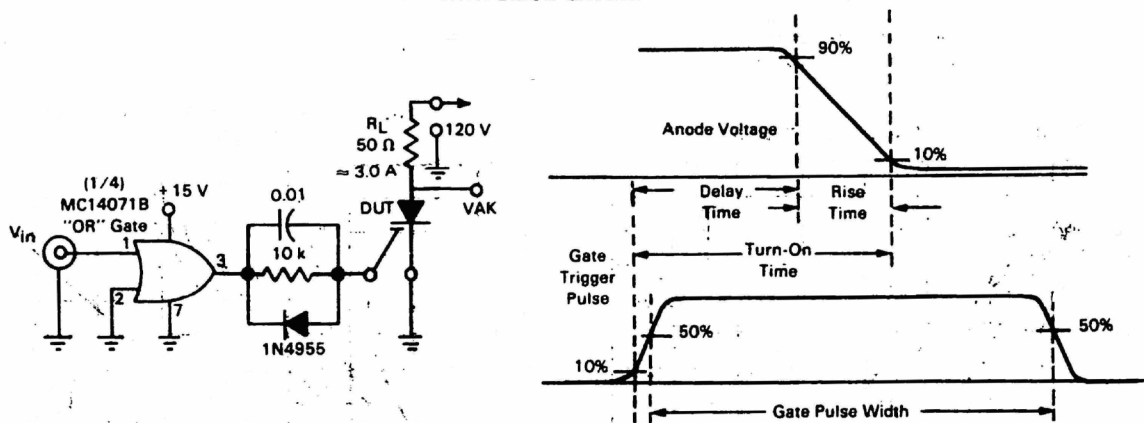 (1/4)
MC14071B
"OR" Gate
Vin
+ 15 V
1
2
3
7
0.01
10 k
1N4955
RL
50 Ω
≈ 3.0 A
120 V
DUT
VAK
90%
Anode Voltage
10%
Delay
Time
Rise
Time
Turn-On
Time
Gate
Trigger
Pulse
50%
50%
10%
Gate Pulse Width